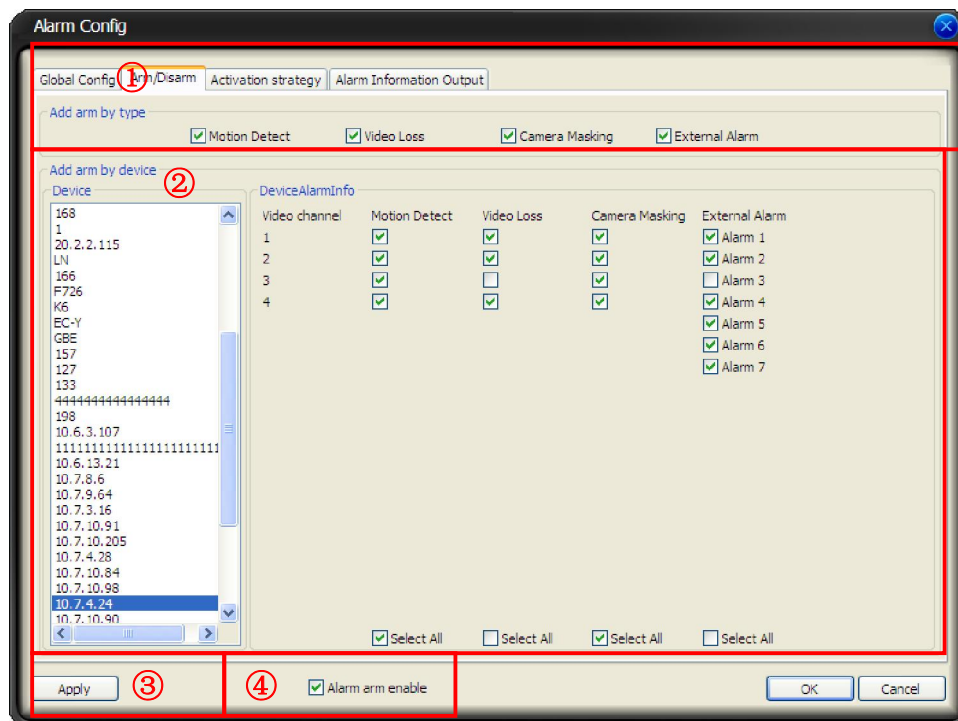 Alarm Config
Global Config Arm/Disarm Activation strategy Alarm Information Output
①
Add arm by type
Motion Detect Video Loss Camera Masking External Alarm
Add arm by device
②
Device
168
1
20.2.2.115
LN
166
F726
K6
EC-Y
GBE
157
127
133
4444444444444444
198
10.6.3.107
10.6.13.21
10.7.8.6
10.7.9.64
10.7.3.16
10.7.10.91
10.7.10.205
10.7.4.28
10.7.10.84
10.7.10.98
10.7.4.24
10.7.10.90
DeviceAlarmInfo
Video channel Motion Detect Video Loss Camera Masking External Alarm
1 Alarm 1
2 Alarm 2
3 Alarm 3
4 Alarm 4
Alarm 5
Alarm 6
Alarm 7
Select All Select All Select All Select All
Apply ③ ④ Alarm arm enable OK Cancel